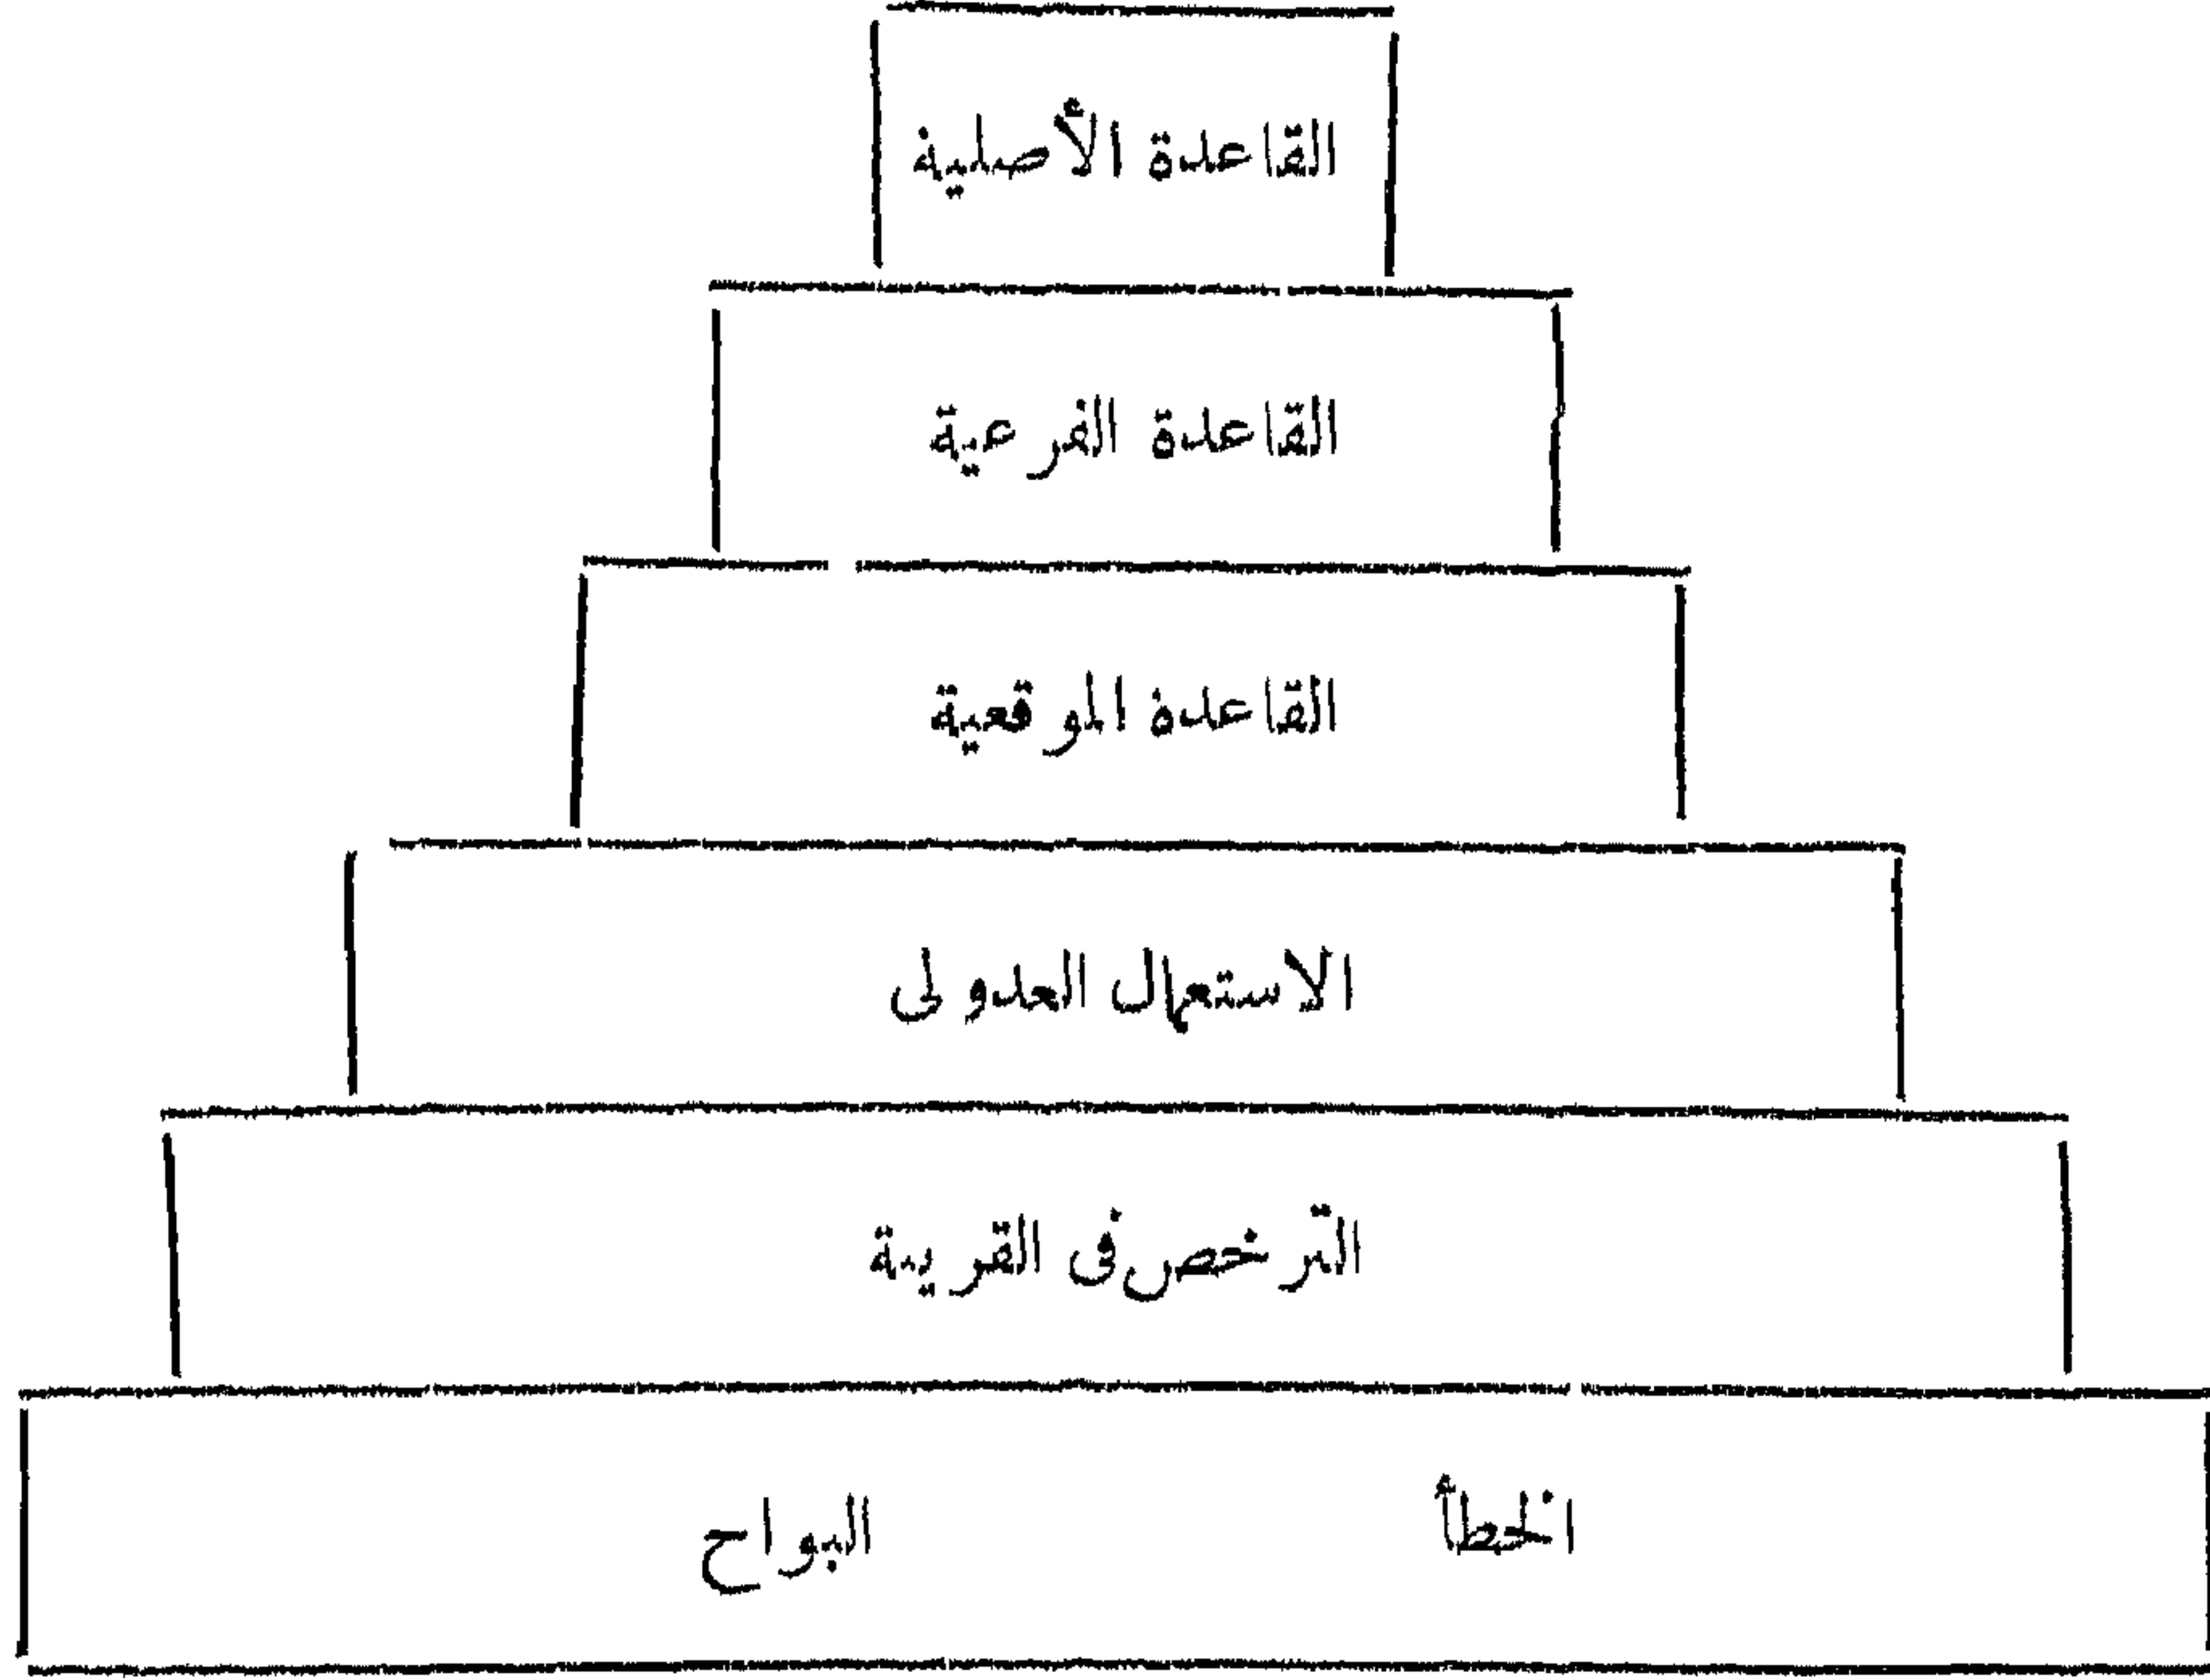 القاعدة الأصلية
القاعدة الفرعية
القاعدة الموقعية
الاستعمال العدولى
الترخص فى القرينة
الخطأ البواح